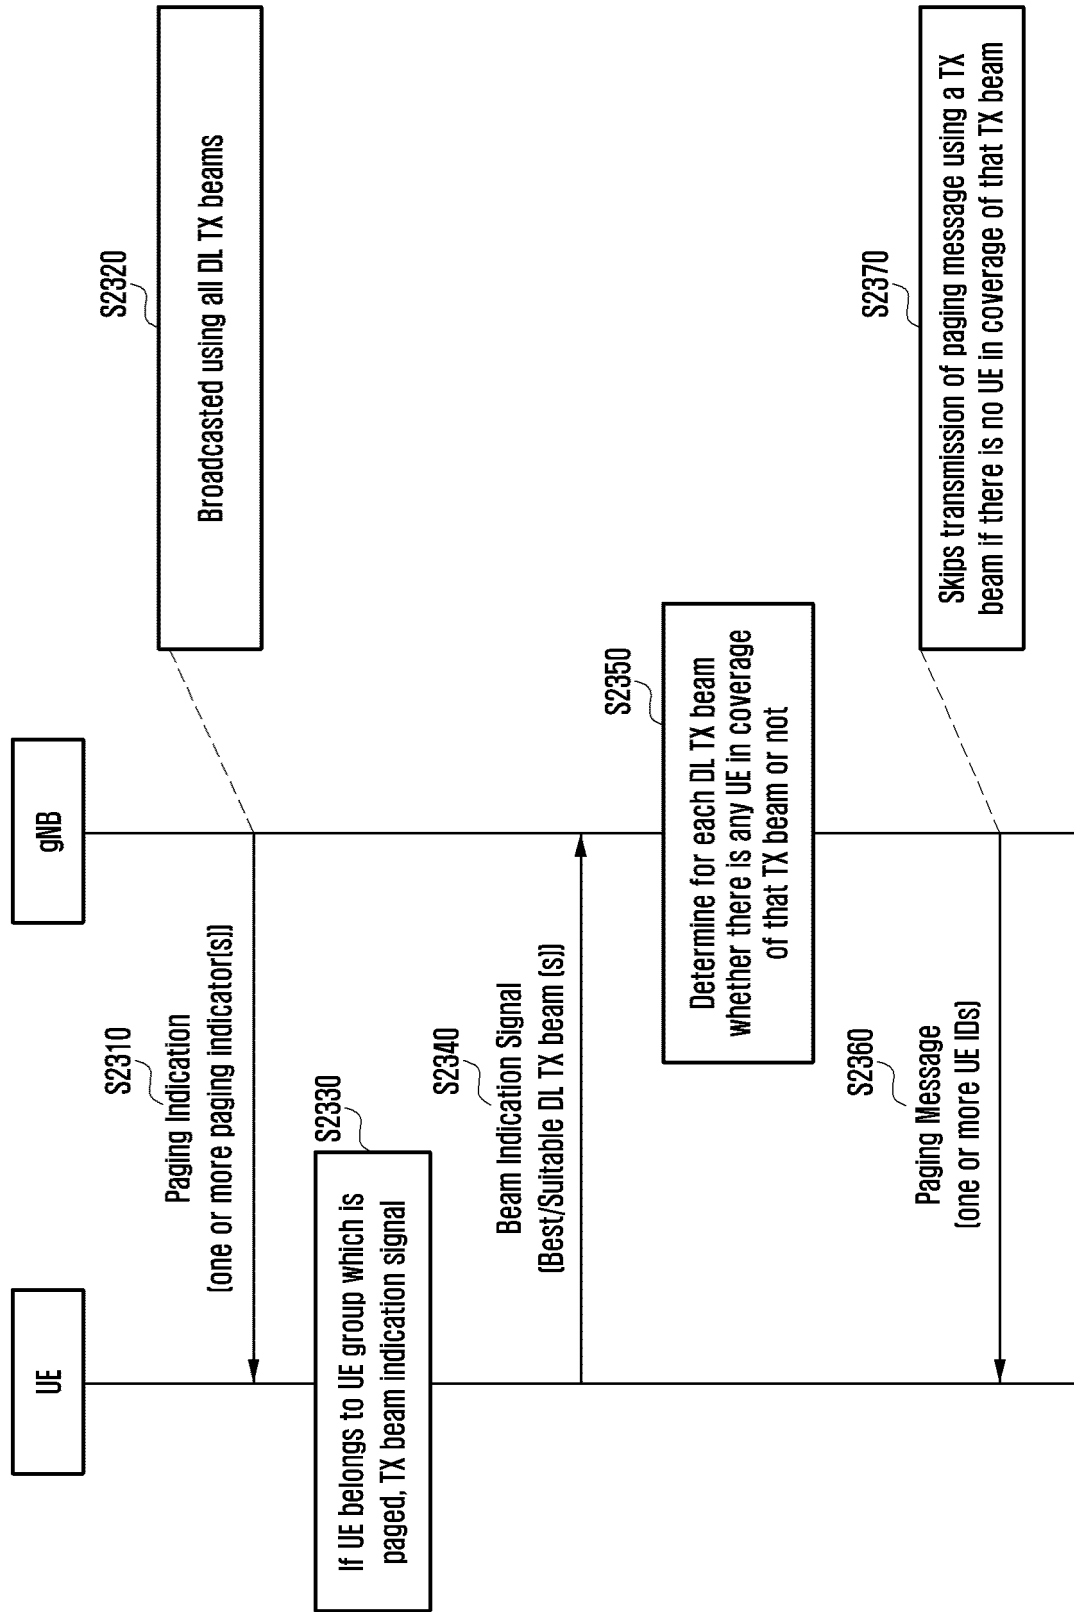 UE
gNB
S2310
Paging Indication
(one or more paging indicator(s))
S2320
Broadcasted using all DL TX beams
S2330
If UE belongs to UE group which is
paged, TX beam indication signal
S2340
Beam Indication Signal
(Best/Suitable DL TX beam (s))
S2350
Determine for each DL TX beam
whether there is any UE in coverage
of that TX beam or not
S2360
Paging Message
(one or more UE IDs)
S2370
Skips transmission of paging message using a TX
beam if there is no UE in coverage of that TX beam